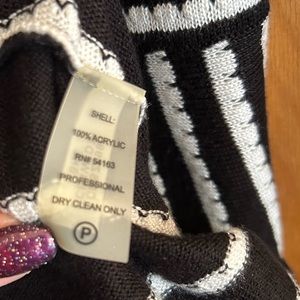 SHELL:
100% ACRYLIC
RN# 54163
PROFESSIONAL
DRY CLEAN ONLY
P